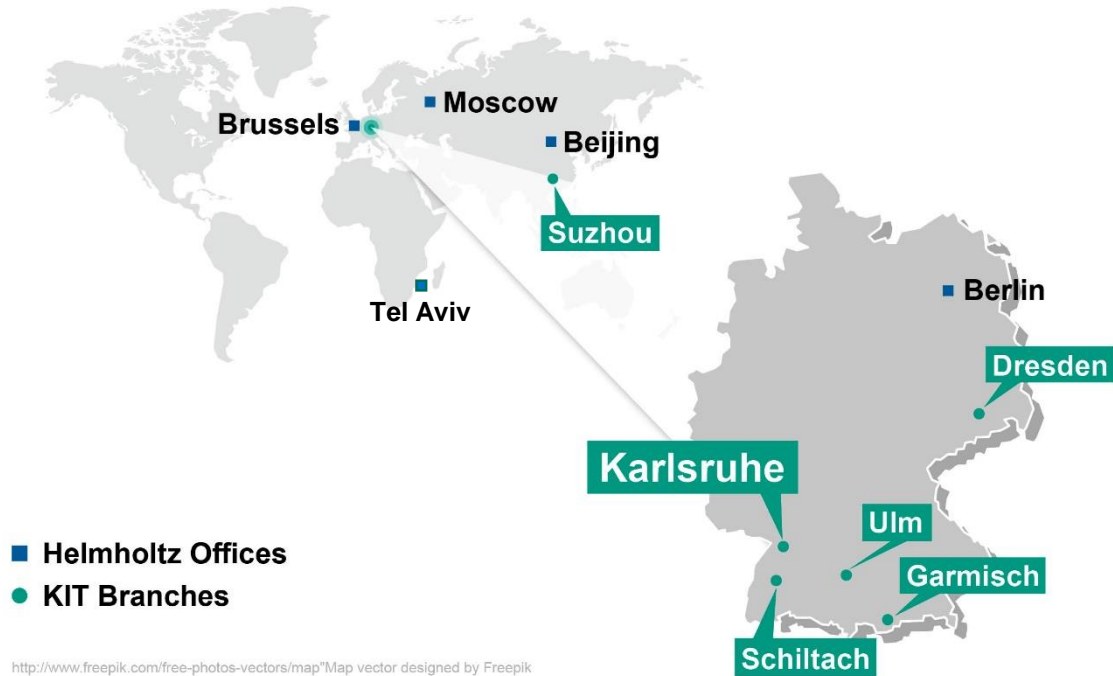 Moscow
Brussels
Beijing
Suzhou
Tel Aviv
Berlin
Dresden
Karlsruhe
Ulm
Helmholtz Offices
Garmisch
KIT Branches
Schiltach
http://www.freepik.com/free-photos-vectors/map"Map vector designed by Freepik